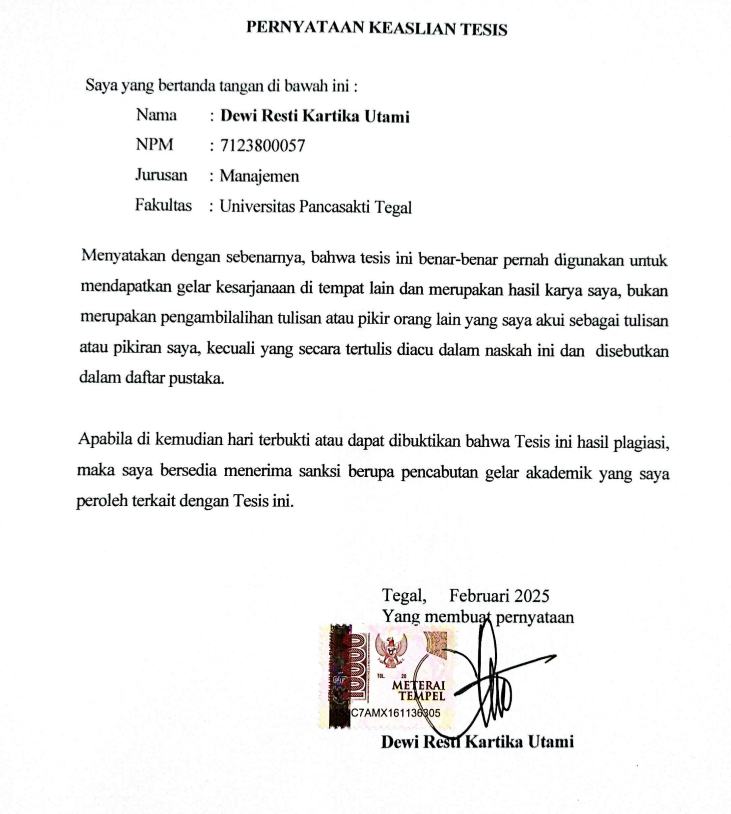 PERNYATAAN KEASLIAN TESIS
Saya yang bertanda tangan di bawah ini :
Nama : Dewi Resti Kartika Utami
NPM : 7123800057
Jurusan : Manajemen
Fakultas : Universitas Pancasakti Tegal
Menyatakan dengan sebenarnya, bahwa tesis ini benar-benar pernah digunakan untuk
mendapatkan gelar kesarjanaan di tempat lain dan merupakan hasil karya saya, bukan
merupakan pengambilalihan tulisan atau pikir orang lain yang saya akui sebagai tulisan
atau pikiran saya, kecuali yang secara tertulis diacu dalam naskah ini dan disebutkan
dalam daftar pustaka.
Apabila di kemudian hari terbukti atau dapat dibuktikan bahwa Tesis ini hasil plagiasi,
maka saya bersedia menerima sanksi berupa pencabutan gelar akademik yang saya
peroleh terkait dengan Tesis ini.
Tegal, Februari 2025
Yang membuat pernyataan
10000
TGL. 20
METERAI
TEMPEL
C7AMX161136305
Dewi Resti Kartika Utami